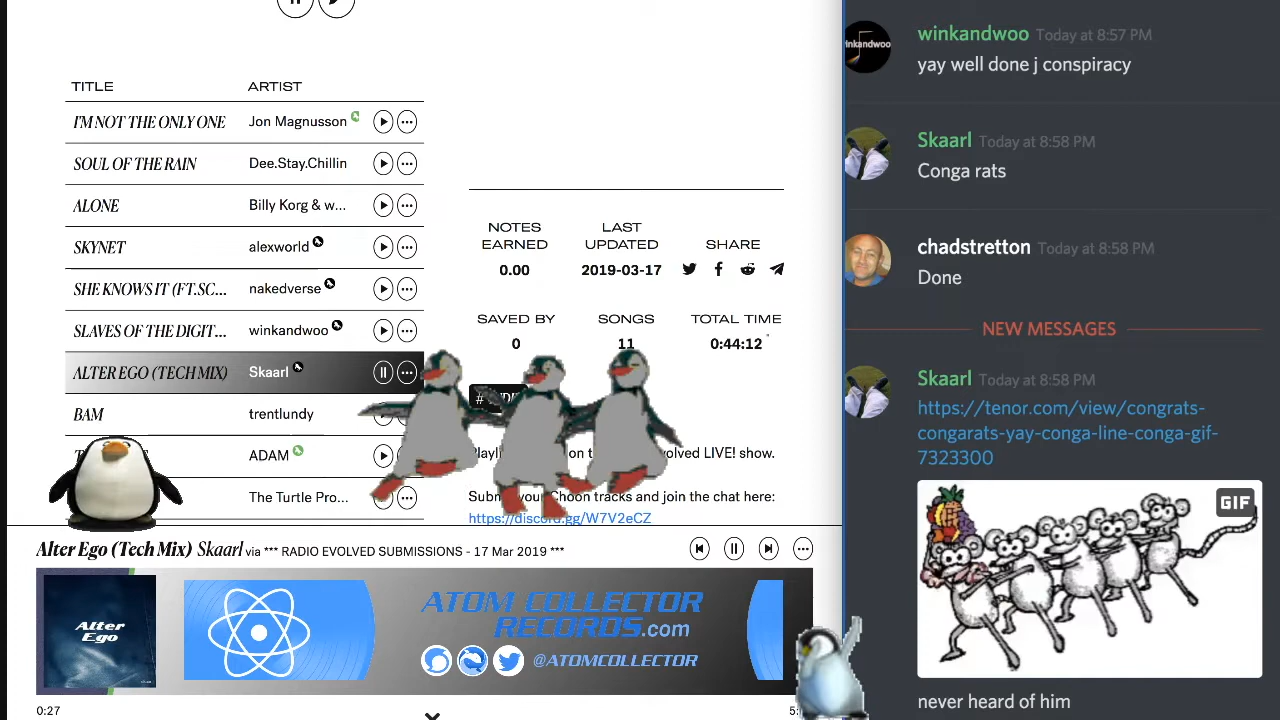 TITLE ARTIST
I'M NOT THE ONLY ONE Jon Magnusson
SOUL OF THE RAIN Dee.Stay.Chillin
ALONE Billy Korg & w...
SKYNET alexworld
SHE KNOWS IT (FT.SC... nakedverse
SLAVES OF THE DIGIT... winkandwoo
ALTER EGO (TECH MIX) Skaarl
BAM trentlundy
ADAM
The Turtle Pro...
NOTES EARNED
0.00
LAST UPDATED
2019-03-17
SHARE
SAVED BY
0
SONGS
11
TOTAL TIME
0:44:12
LIVE! show.
your Choon tracks and join the chat here:
https://discord.gg/W7V2eCZ
Alter Ego (Tech Mix) Skaarl via *** RADIO EVOLVED SUBMISSIONS - 17 Mar 2019 ***
Alter
Ego
ATOM COLLECTOR
RECORDS.com
@ATOMCOLLECTOR
0:27
winkandwoo Today at 8:57 PM
yay well done j conspiracy
Skaarl Today at 8:58 PM
Conga rats
chadstretton Today at 8:58 PM
Done
NEW MESSAGES
Skaarl Today at 8:58 PM
https://tenor.com/view/congrats-
congarats-yay-conga-line-conga-gif-
7323300
GIF
never heard of him